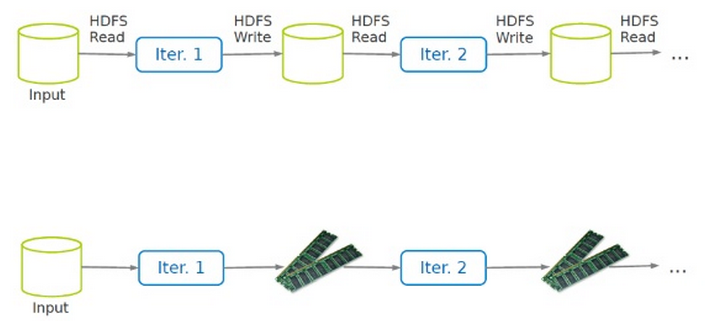 HDFS
Read
HDFS
Write
HDFS
Read
HDFS
Write
HDFS
Read
Iter. 1
Iter. 2
...
Input
Iter. 1
Iter. 2
...
Input